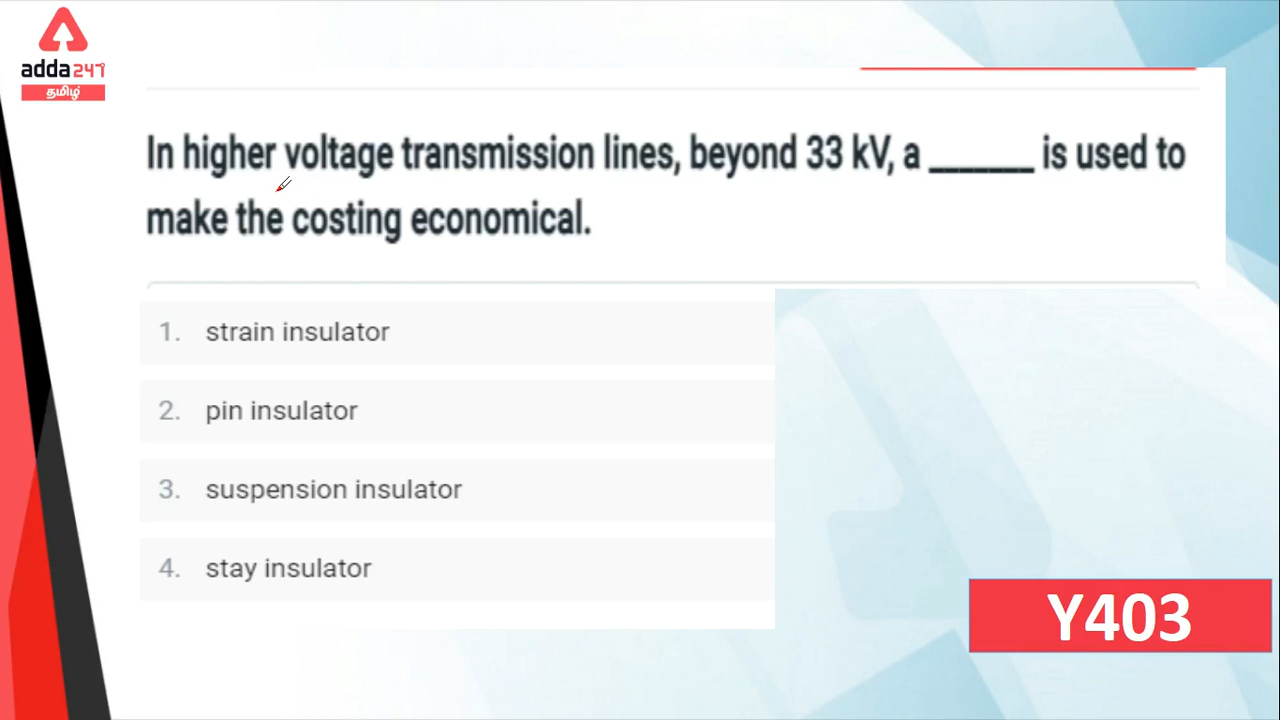 adda247
தமிழ்
In higher voltage transmission lines, beyond 33 kV, a _______ is used to
make the costing economical.
1. strain insulator
2. pin insulator
3. suspension insulator
4. stay insulator
Y403